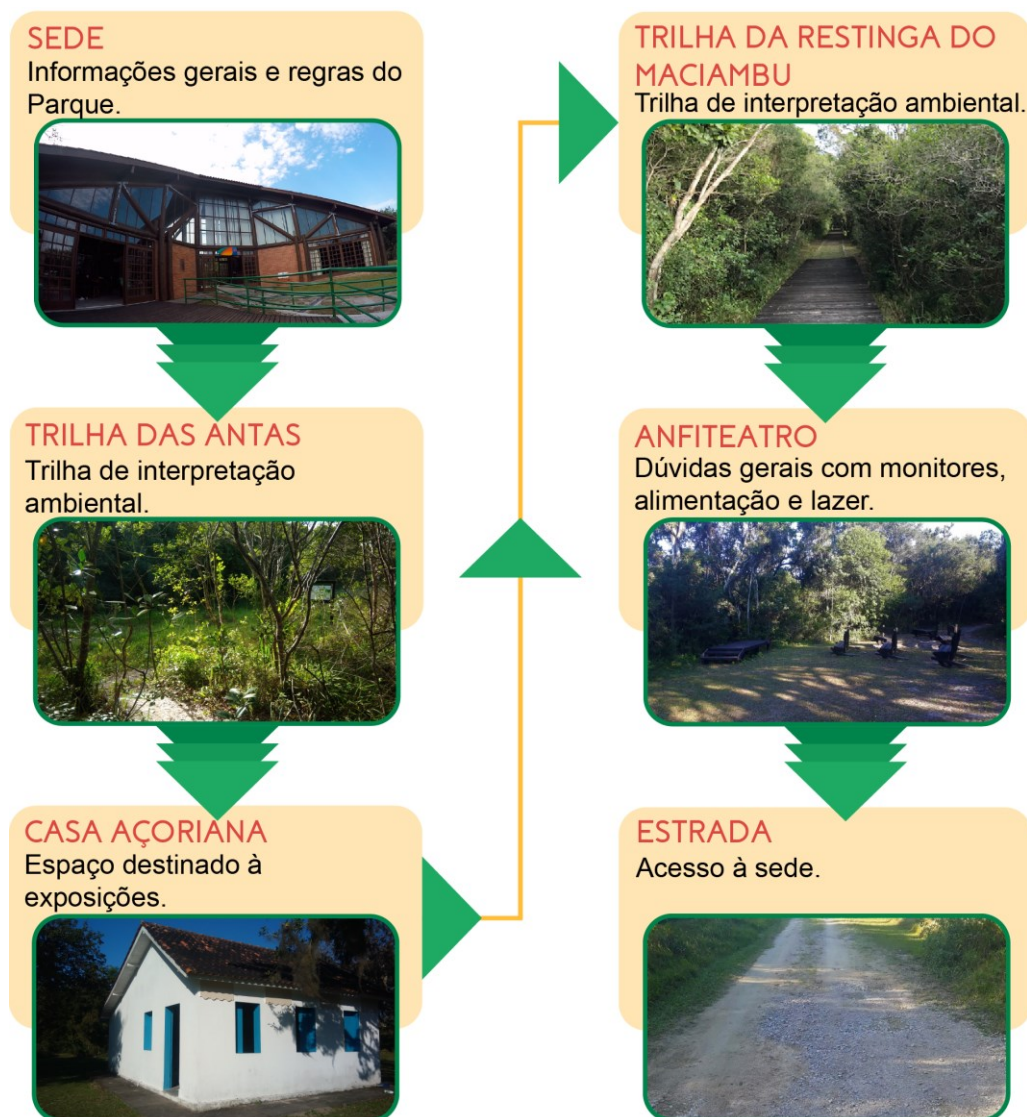 SEDE
Informações gerais e regras do
Parque.
TRILHA DAS ANTAS
Trilha de interpretação
ambiental.
CASA AÇORIANA
Espaço destinado à
exposições.
TRILHA DA RESTINGA DO
MACIAMBU
Trilha de interpretação ambiental.
ANFITEATRO
Dúvidas gerais com monitores,
alimentação e lazer.
ESTRADA
Acesso à sede.